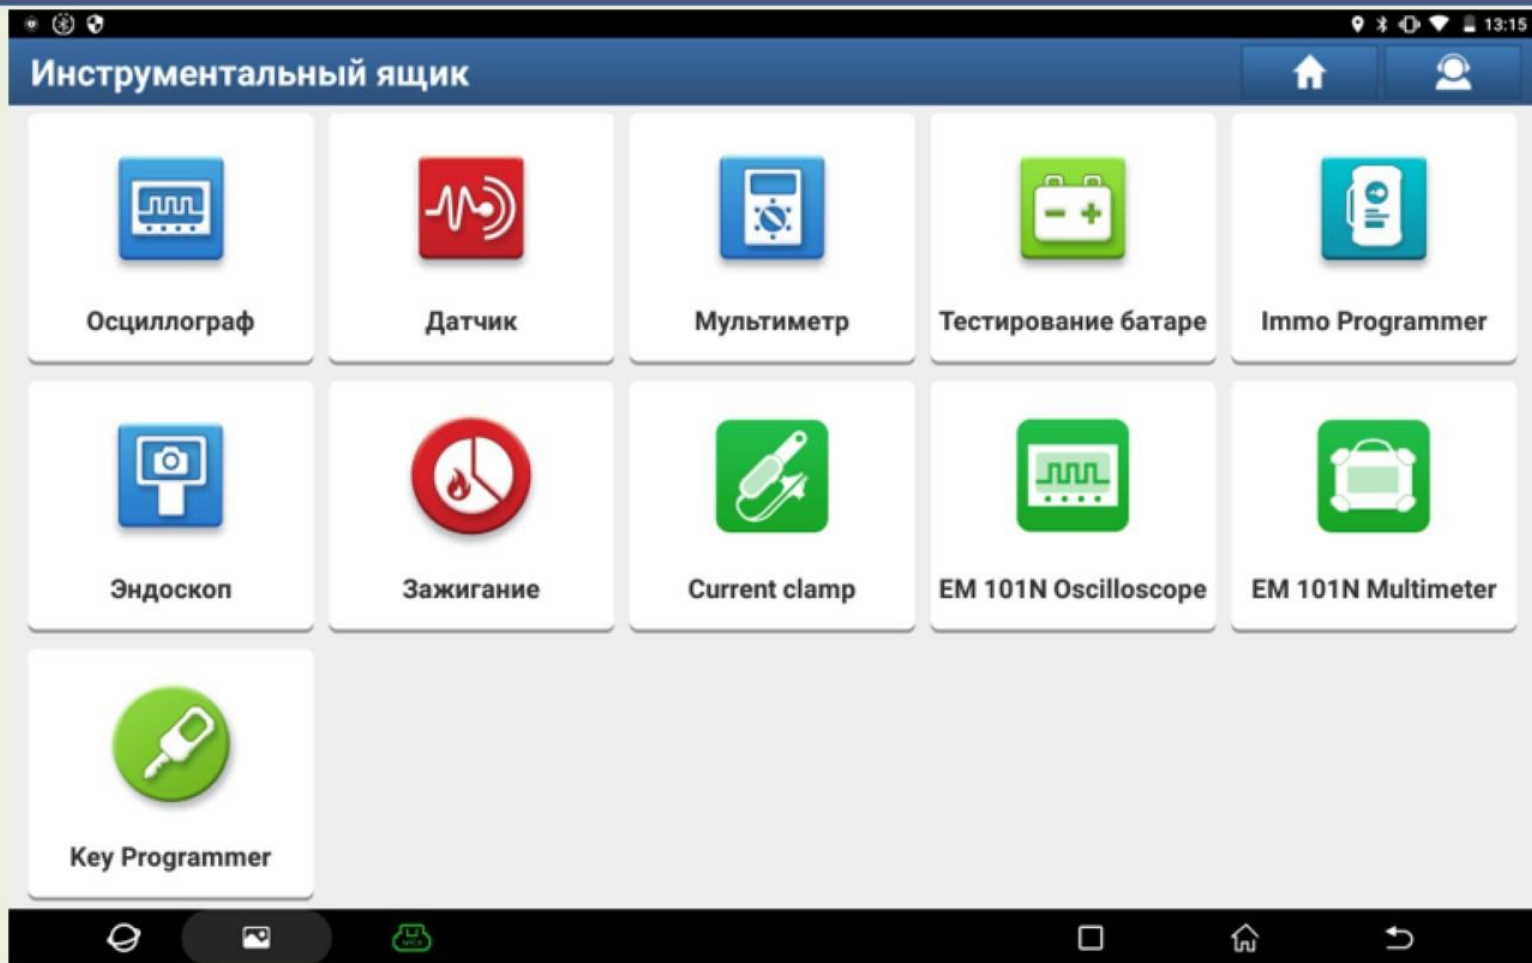 13:15
Инструментальный ящик
Осциллограф
Датчик
Мультиметр
Тестирование батаре
Immo Programmer
Эндоскоп
Зажигание
Current clamp
EM 101N Oscilloscope
EM 101N Multimeter
Key Programmer